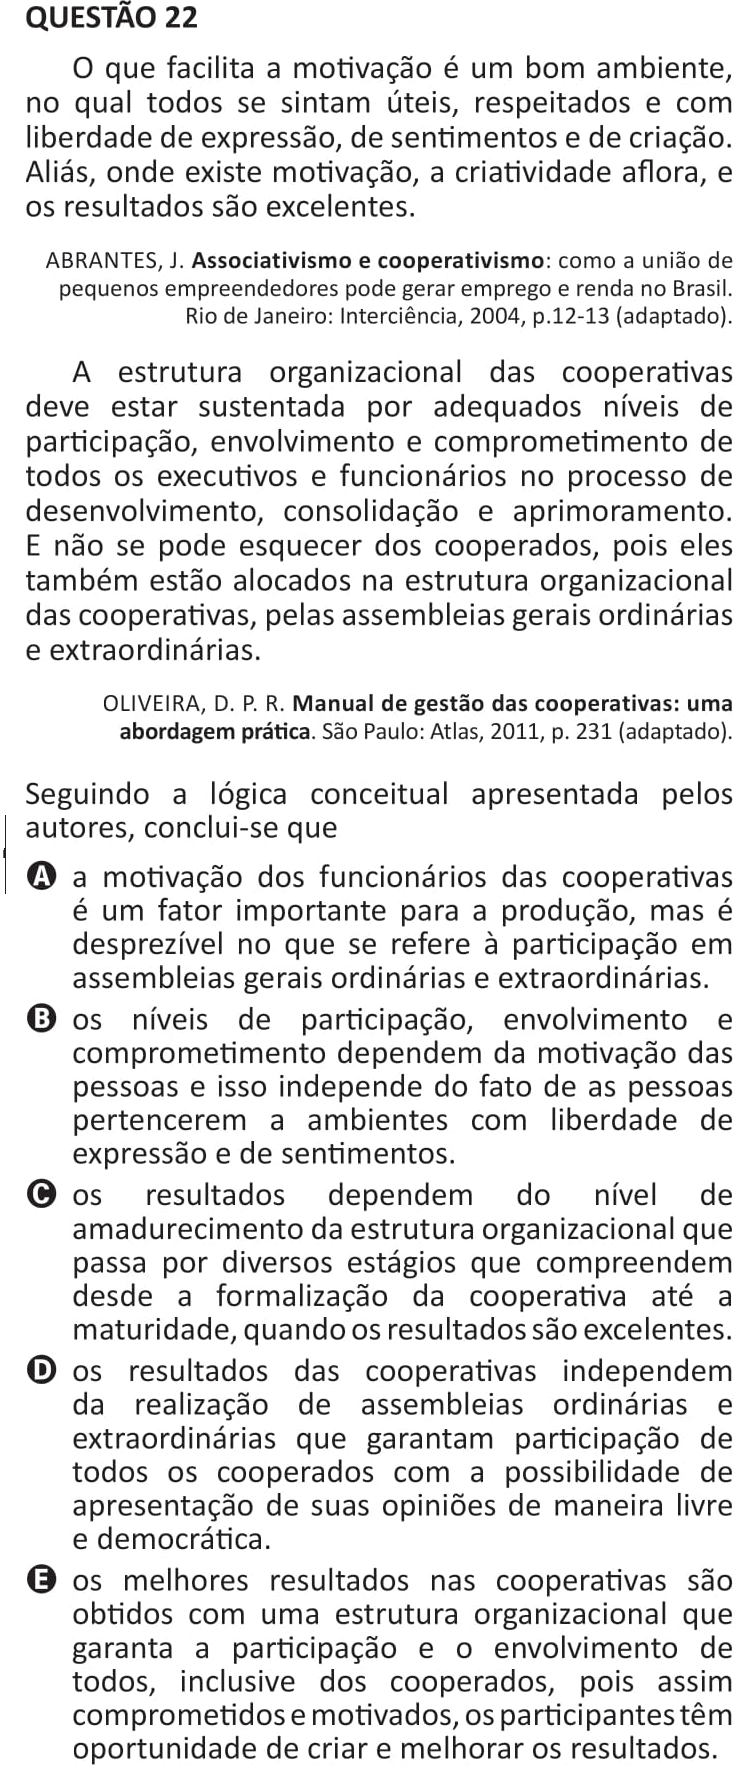 QUESTÃO 22
O que facilita a motivação é um bom ambiente,
no qual todos se sintam úteis, respeitados e com
liberdade de expressão, de sentimentos e de criação.
Aliás, onde existe motivação, a criatividade aflora, e
os resultados são excelentes.
ABRANTES, J. Associativismo e cooperativismo: como a união de
pequenos empreendedores pode gerar emprego e renda no Brasil.
Rio de Janeiro: Interciência, 2004, p.12-13 (adaptado).
A estrutura organizacional das cooperativas
deve estar sustentada por adequados níveis de
participação, envolvimento e comprometimento de
todos os executivos e funcionários no processo de
desenvolvimento, consolidação e aprimoramento.
E não se pode esquecer dos cooperados, pois eles
também estão alocados na estrutura organizacional
das cooperativas, pelas assembleias gerais ordinárias
e extraordinárias.
OLIVEIRA, D. P. R. Manual de gestão das cooperativas: uma
abordagem prática. São Paulo: Atlas, 2011, p. 231 (adaptado).
Seguindo a lógica conceitual apresentada pelos
autores, conclui-se que
A a motivação dos funcionários das cooperativas
é um fator importante para a produção, mas é
desprezível no que se refere à participação em
assembleias gerais ordinárias e extraordinárias.
B os níveis de participação, envolvimento e
comprometimento dependem da motivação das
pessoas e isso independe do fato de as pessoas
pertencerem a ambientes com liberdade de
expressão e de sentimentos.
C os resultados dependem do nível de
amadurecimento da estrutura organizacional que
passa por diversos estágios que compreendem
desde a formalização da cooperativa até a
maturidade, quando os resultados são excelentes.
D os resultados das cooperativas independem
da realização de assembleias ordinárias e
extraordinárias que garantam participação de
todos os cooperados com a possibilidade de
apresentação de suas opiniões de maneira livre
e democrática.
E os melhores resultados nas cooperativas são
obtidos com uma estrutura organizacional que
garanta a participação e o envolvimento de
todos, inclusive dos cooperados, pois assim
comprometidos e motivados, os participantes têm
oportunidade de criar e melhorar os resultados.